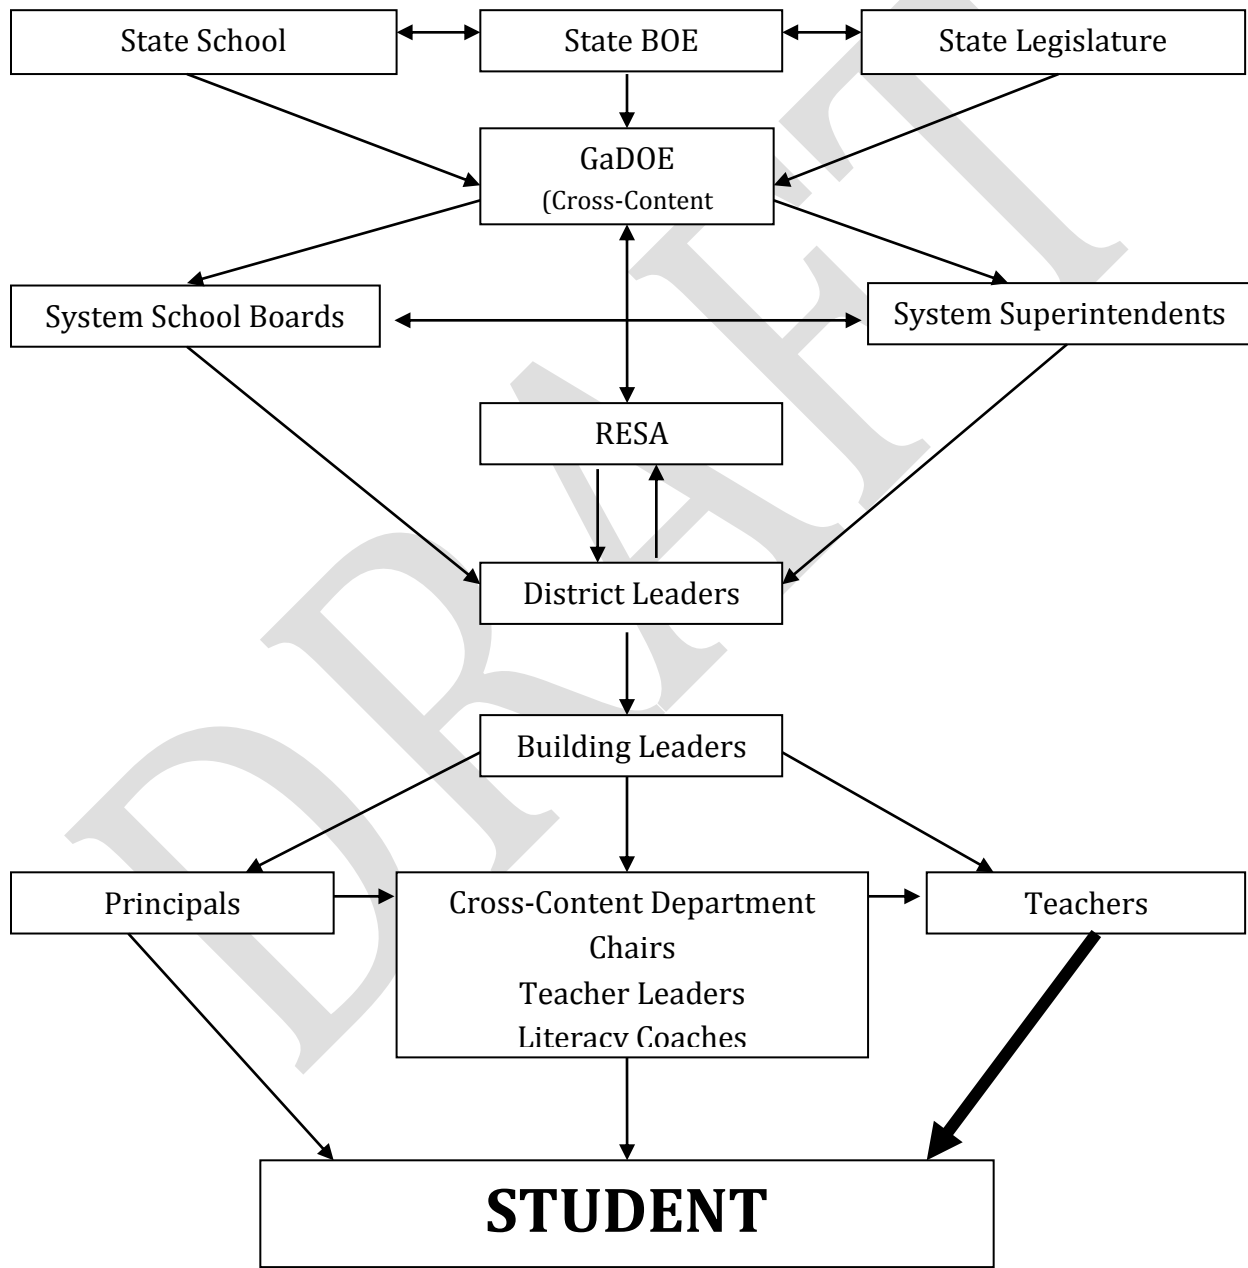 State School
State BOE
State Legislature
GaDOE
(Cross-Content
System School Boards
System Superintendents
RESA
District Leaders
Building Leaders
Principals
Cross-Content Department
Chairs
Teacher Leaders
Literacy Coaches
Teachers
STUDENT
DRAFT